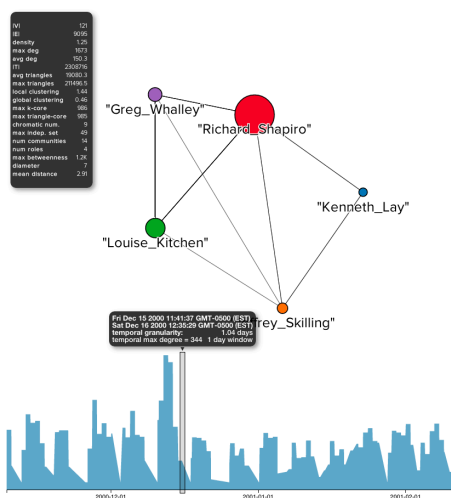 |V| 121
|E| 9095
density 1.25
max deg 1673
avg deg 150.3
|T| 2308716
avg triangles 19080.3
max triangles 211496.5
local clustering 1.44
global clustering 0.46
max k-core 986
max triangle-core 985
chromatic num. 9
max indep. set 49
num communities 14
num roles 4
max betweenness 1.2K
diameter 7
mean distance 2.91
"Greg_Whalley"
"Richard_Shapiro"
"Kenneth_Lay"
"Louise_Kitchen"
frey_Skilling"
Fri Dec 15 2000 11:41:37 GMT-0500 (EST)
Sat Dec 16 2000 12:35:29 GMT-0500 (EST)
temporal granularity: 1.04 days
temporal max degree = 344 1 day window
2000-12-01 2001-01-01 2001-02-01